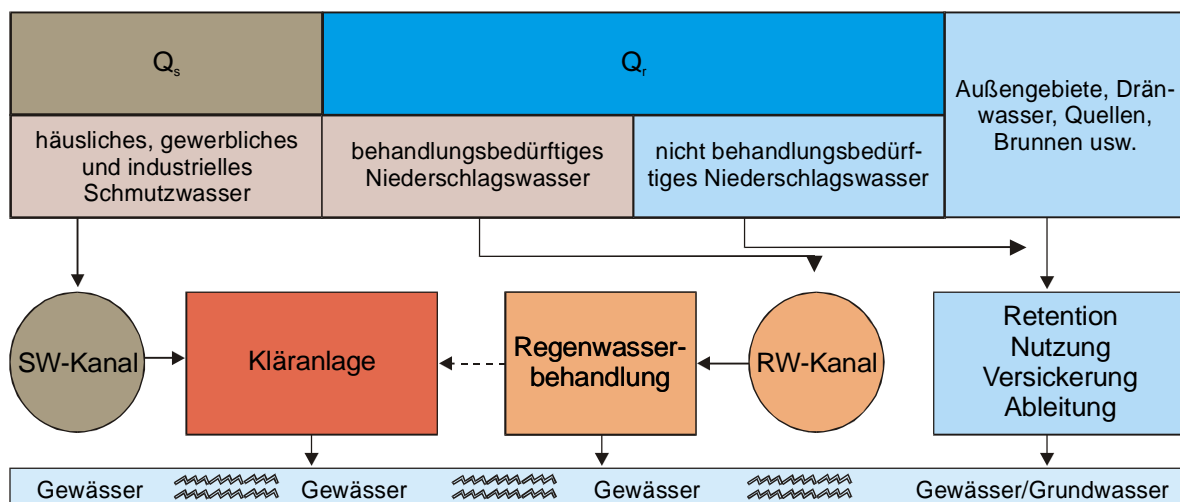 Qs
Qr
Außengebiete, Drän-
wasser, Quellen,
Brunnen usw.
häusliches, gewerbliches
und industrielles
Schmutzwasser
behandlungsbedürftiges
Niederschlagswasser
nicht behandlungsbedürf-
tiges Niederschlagswasser
SW-Kanal
Kläranlage
Regenwasser-
behandlung
RW-Kanal
Retention
Nutzung
Versickerung
Ableitung
Gewässer
Gewässer
Gewässer
Gewässer/Grundwasser